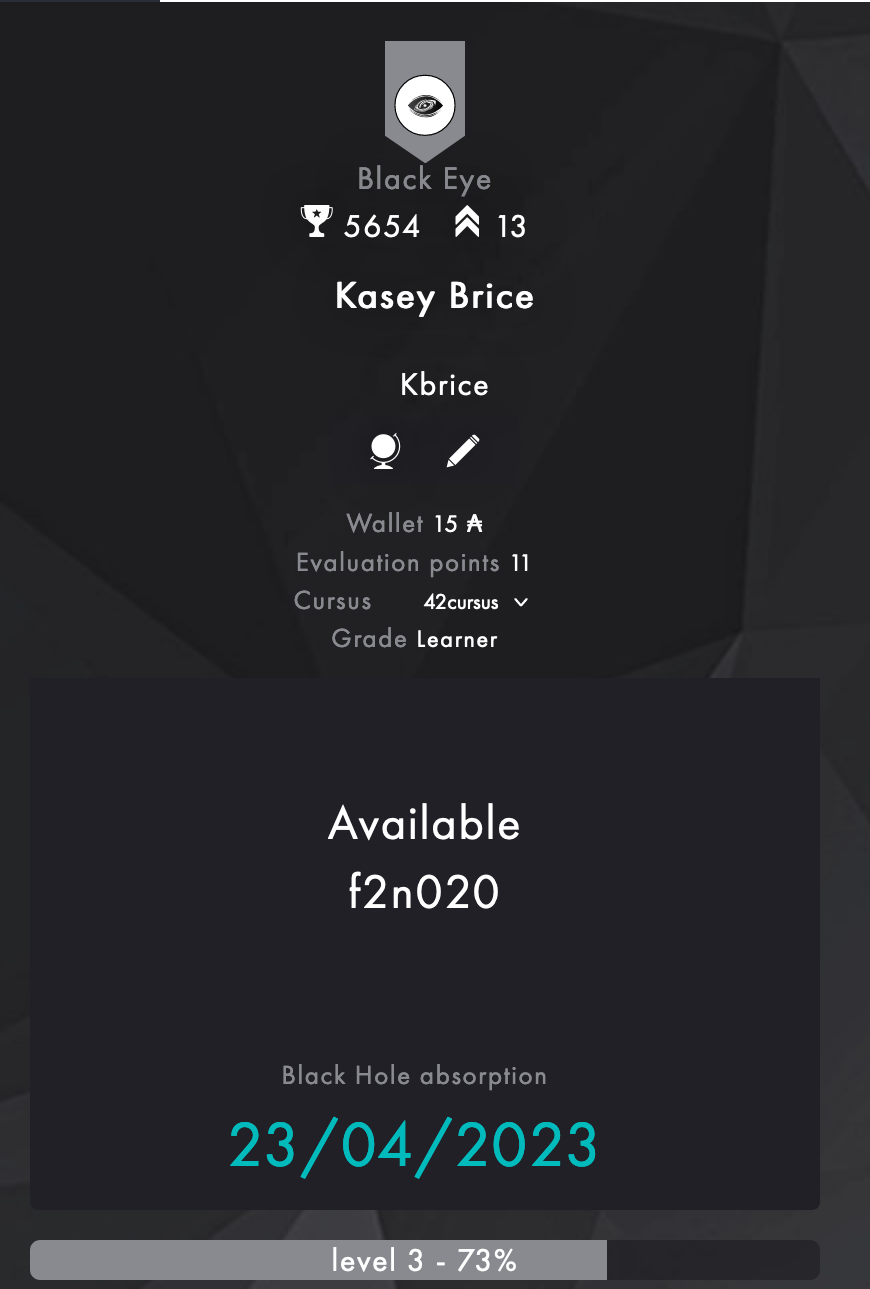 Black Eye
5654 13
Kasey Brice
Kbrice
Wallet 15 ₳
Evaluation points 11
Cursus 42cursus
Grade Learner
Available
f2n020
Black Hole absorption
23/04/2023
level 3 - 73%